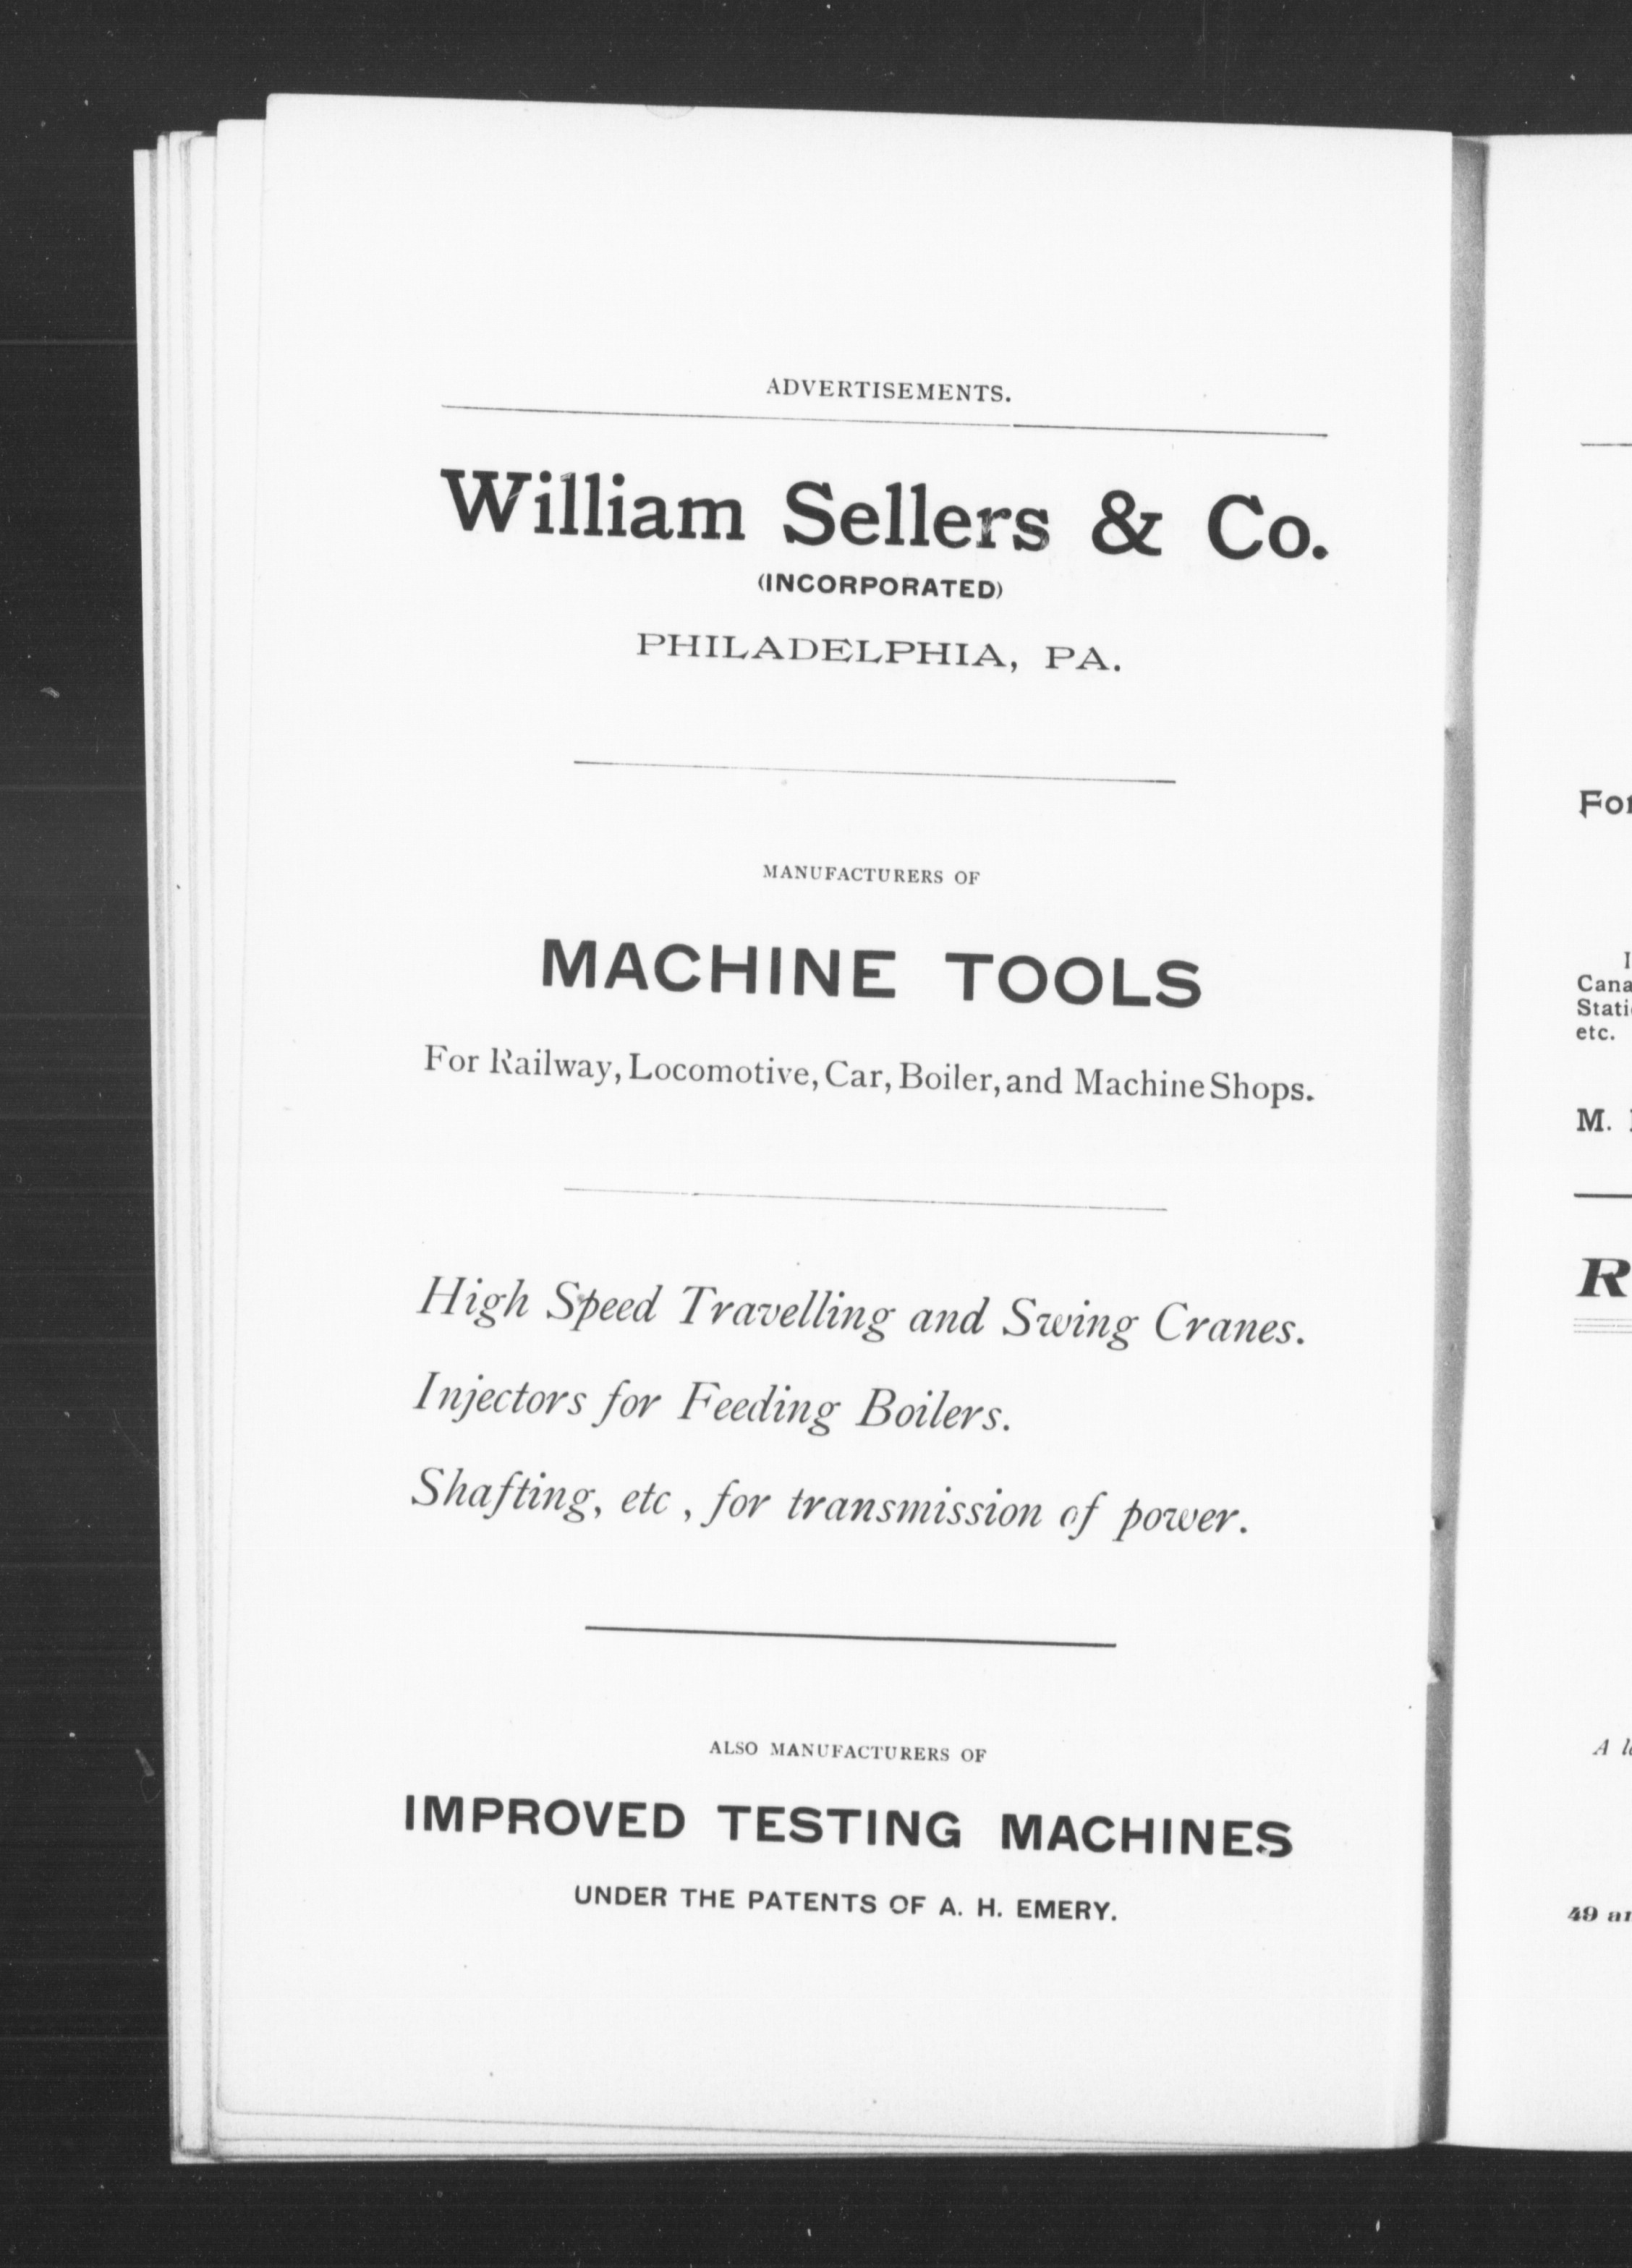 ADVERTISEMENTS.
William Sellers & Co.
(INCORPORATED)
PHILADELPHIA, PA.
MANUFACTURERS OF
MACHINE TOOLS
For Railway, Locomotive, Car, Boiler, and Machine Shops.
High Speed Travelling and Swing Cranes.
Injectors for Feeding Boilers.
Shafting, etc , for transmission of power.
ALSO MANUFACTURERS OF
IMPROVED TESTING MACHINES
UNDER THE PATENTS OF A. H. EMERY.
etc.
M.
R
A
49